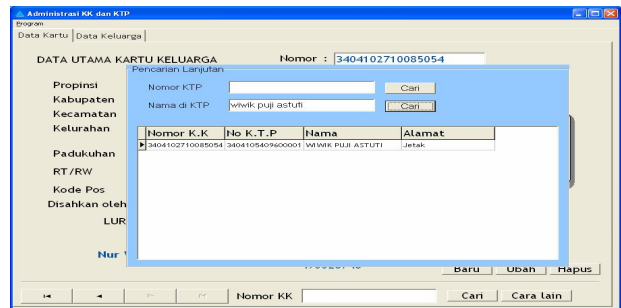 Administrasi KK dan KTP
Program
Data Kartu Data Keluarga
DATA UTAMA KARTU KELUARGA Nomor : 3404102710085054
Pencarian Lanjutan
Propinsi
Nomor KTP Cari
Kabupaten
Nama di KTP wiwik puji astuti Cari
Kecamatan
Kelurahan
Nomor K.K No K.T.P Nama Alamat
3404102710085054 3404105409600001 WIWIK PUJI ASTUTI Jetak
Padukuhan
RT/RW
Kode Pos
Disahkan oleh
LUR
Nur
Baru Ubah Hapus
Nomor KK Cari Cara lain